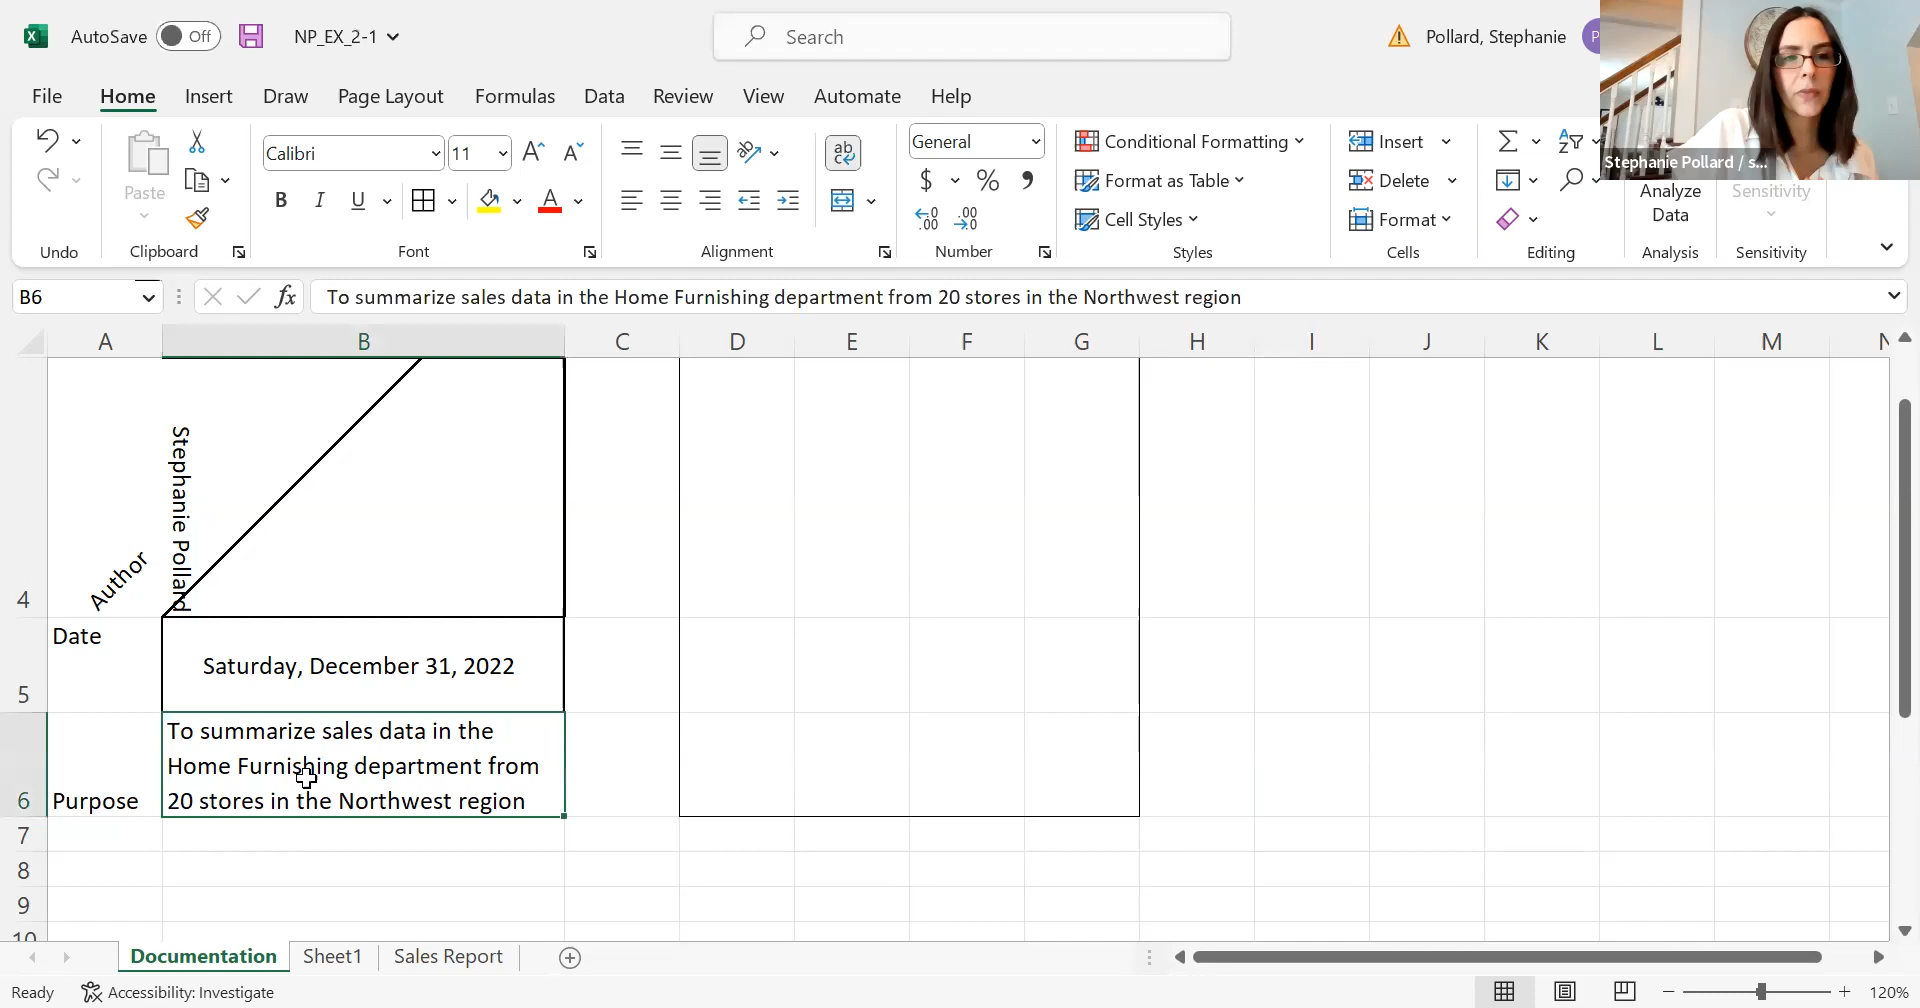 AutoSave Off NP_EX_2-1 Search Pollard, Stephanie P
File Home Insert Draw Page Layout Formulas Data Review View Automate Help
Stephanie Pollard / s...
Calibri 11 General Conditional Formatting Insert
Paste $ % Format as Table Delete Analyze Data Sensitivity
B I U A Cell Styles Format
Undo Clipboard Font Alignment Number Styles Cells Editing Analysis Sensitivity
B6 fx To summarize sales data in the Home Furnishing department from 20 stores in the Northwest region
A B C D E F G H I J K L M N
4 Author Stephanie Pollard
Date
5 Saturday, December 31, 2022
6 Purpose To summarize sales data in the
Home Furnishing department from
20 stores in the Northwest region
7
8
9
10
Documentation Sheet1 Sales Report
Ready Accessibility: Investigate 120%